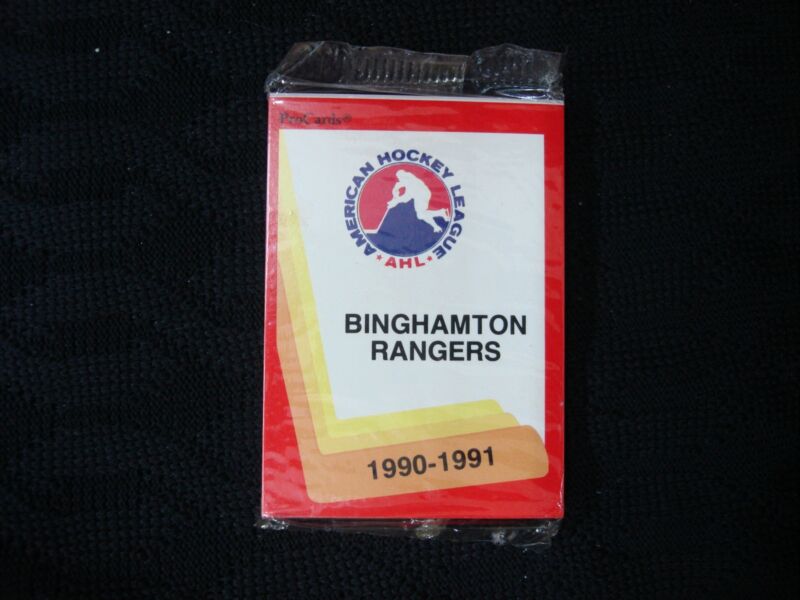 ProCards®
AMERICAN HOCKEY LEAGUE
AHL
BINGHAMTON
RANGERS
1990-1991